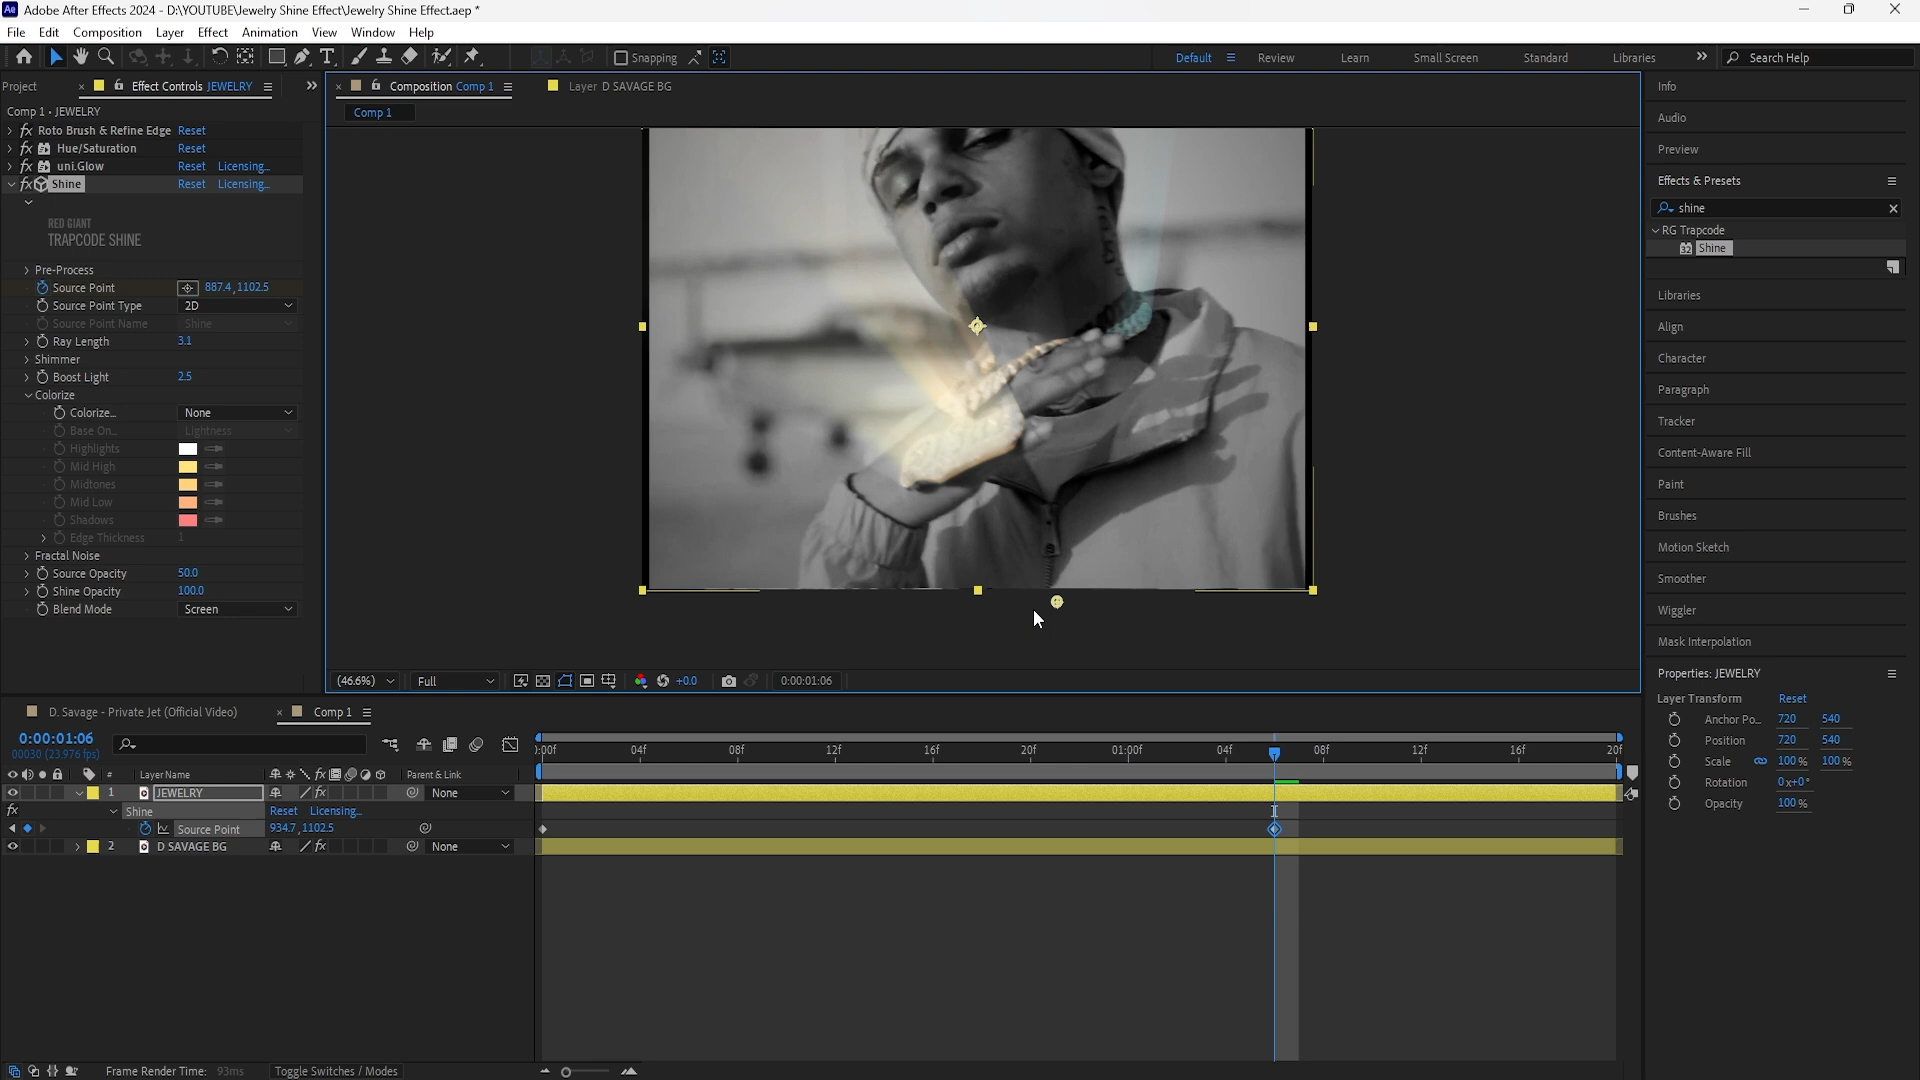 Adobe After Effects 2024 - D:\YOUTUBE\Jewelry Shine Effect\Jewelry Shine Effect.aep *
File Edit Composition Layer Effect Animation View Window Help
Snapping Default Review Learn Small Screen Standard Libraries Search Help
Project Effect Controls JEWELRY
Comp 1 • JEWELRY
Roto Brush & Refine Edge Reset
Hue/Saturation Reset
uni.Glow Reset Licensing...
Shine Reset Licensing...
RED GIANT
TRAPCODE SHINE
Pre-Process
Source Point 887.4, 1102.5
Source Point Type 2D
Source Point Name Shine
Ray Length 3.1
Shimmer
Boost Light 2.5
Colorize
Colorize... None
Base On... Lightness
Highlights
Mid High
Midtones
Mid Low
Shadows
Edge Thickness 1
Fractal Noise
Source Opacity 50.0
Shine Opacity 100.0
Blend Mode Screen
Composition Comp 1 Layer D SAVAGE BG
Comp 1
(46.6%) Full +0.0 0:00:01:06
Info
Audio
Preview
Effects & Presets
shine
RG Trapcode
32 Shine
Libraries
Align
Character
Paragraph
Tracker
Content-Aware Fill
Paint
Brushes
Motion Sketch
Smoother
Wiggler
Mask Interpolation
Properties: JEWELRY
Layer Transform Reset
Anchor Po... 720 540
Position 720 540
Scale 100 % 100 %
Rotation 0x+0°
Opacity 100 %
D. Savage - Private Jet (Official Video) Comp 1
0:00:01:06
00030 (23.976 fps)
:00f 04f 08f 12f 16f 20f 01:00f 04f 08f 12f 16f 20f
# Layer Name Parent & Link
1 JEWELRY None
Shine Reset Licensing...
Source Point 934.7, 1102.5
2 D SAVAGE BG None
Frame Render Time: 93ms Toggle Switches / Modes